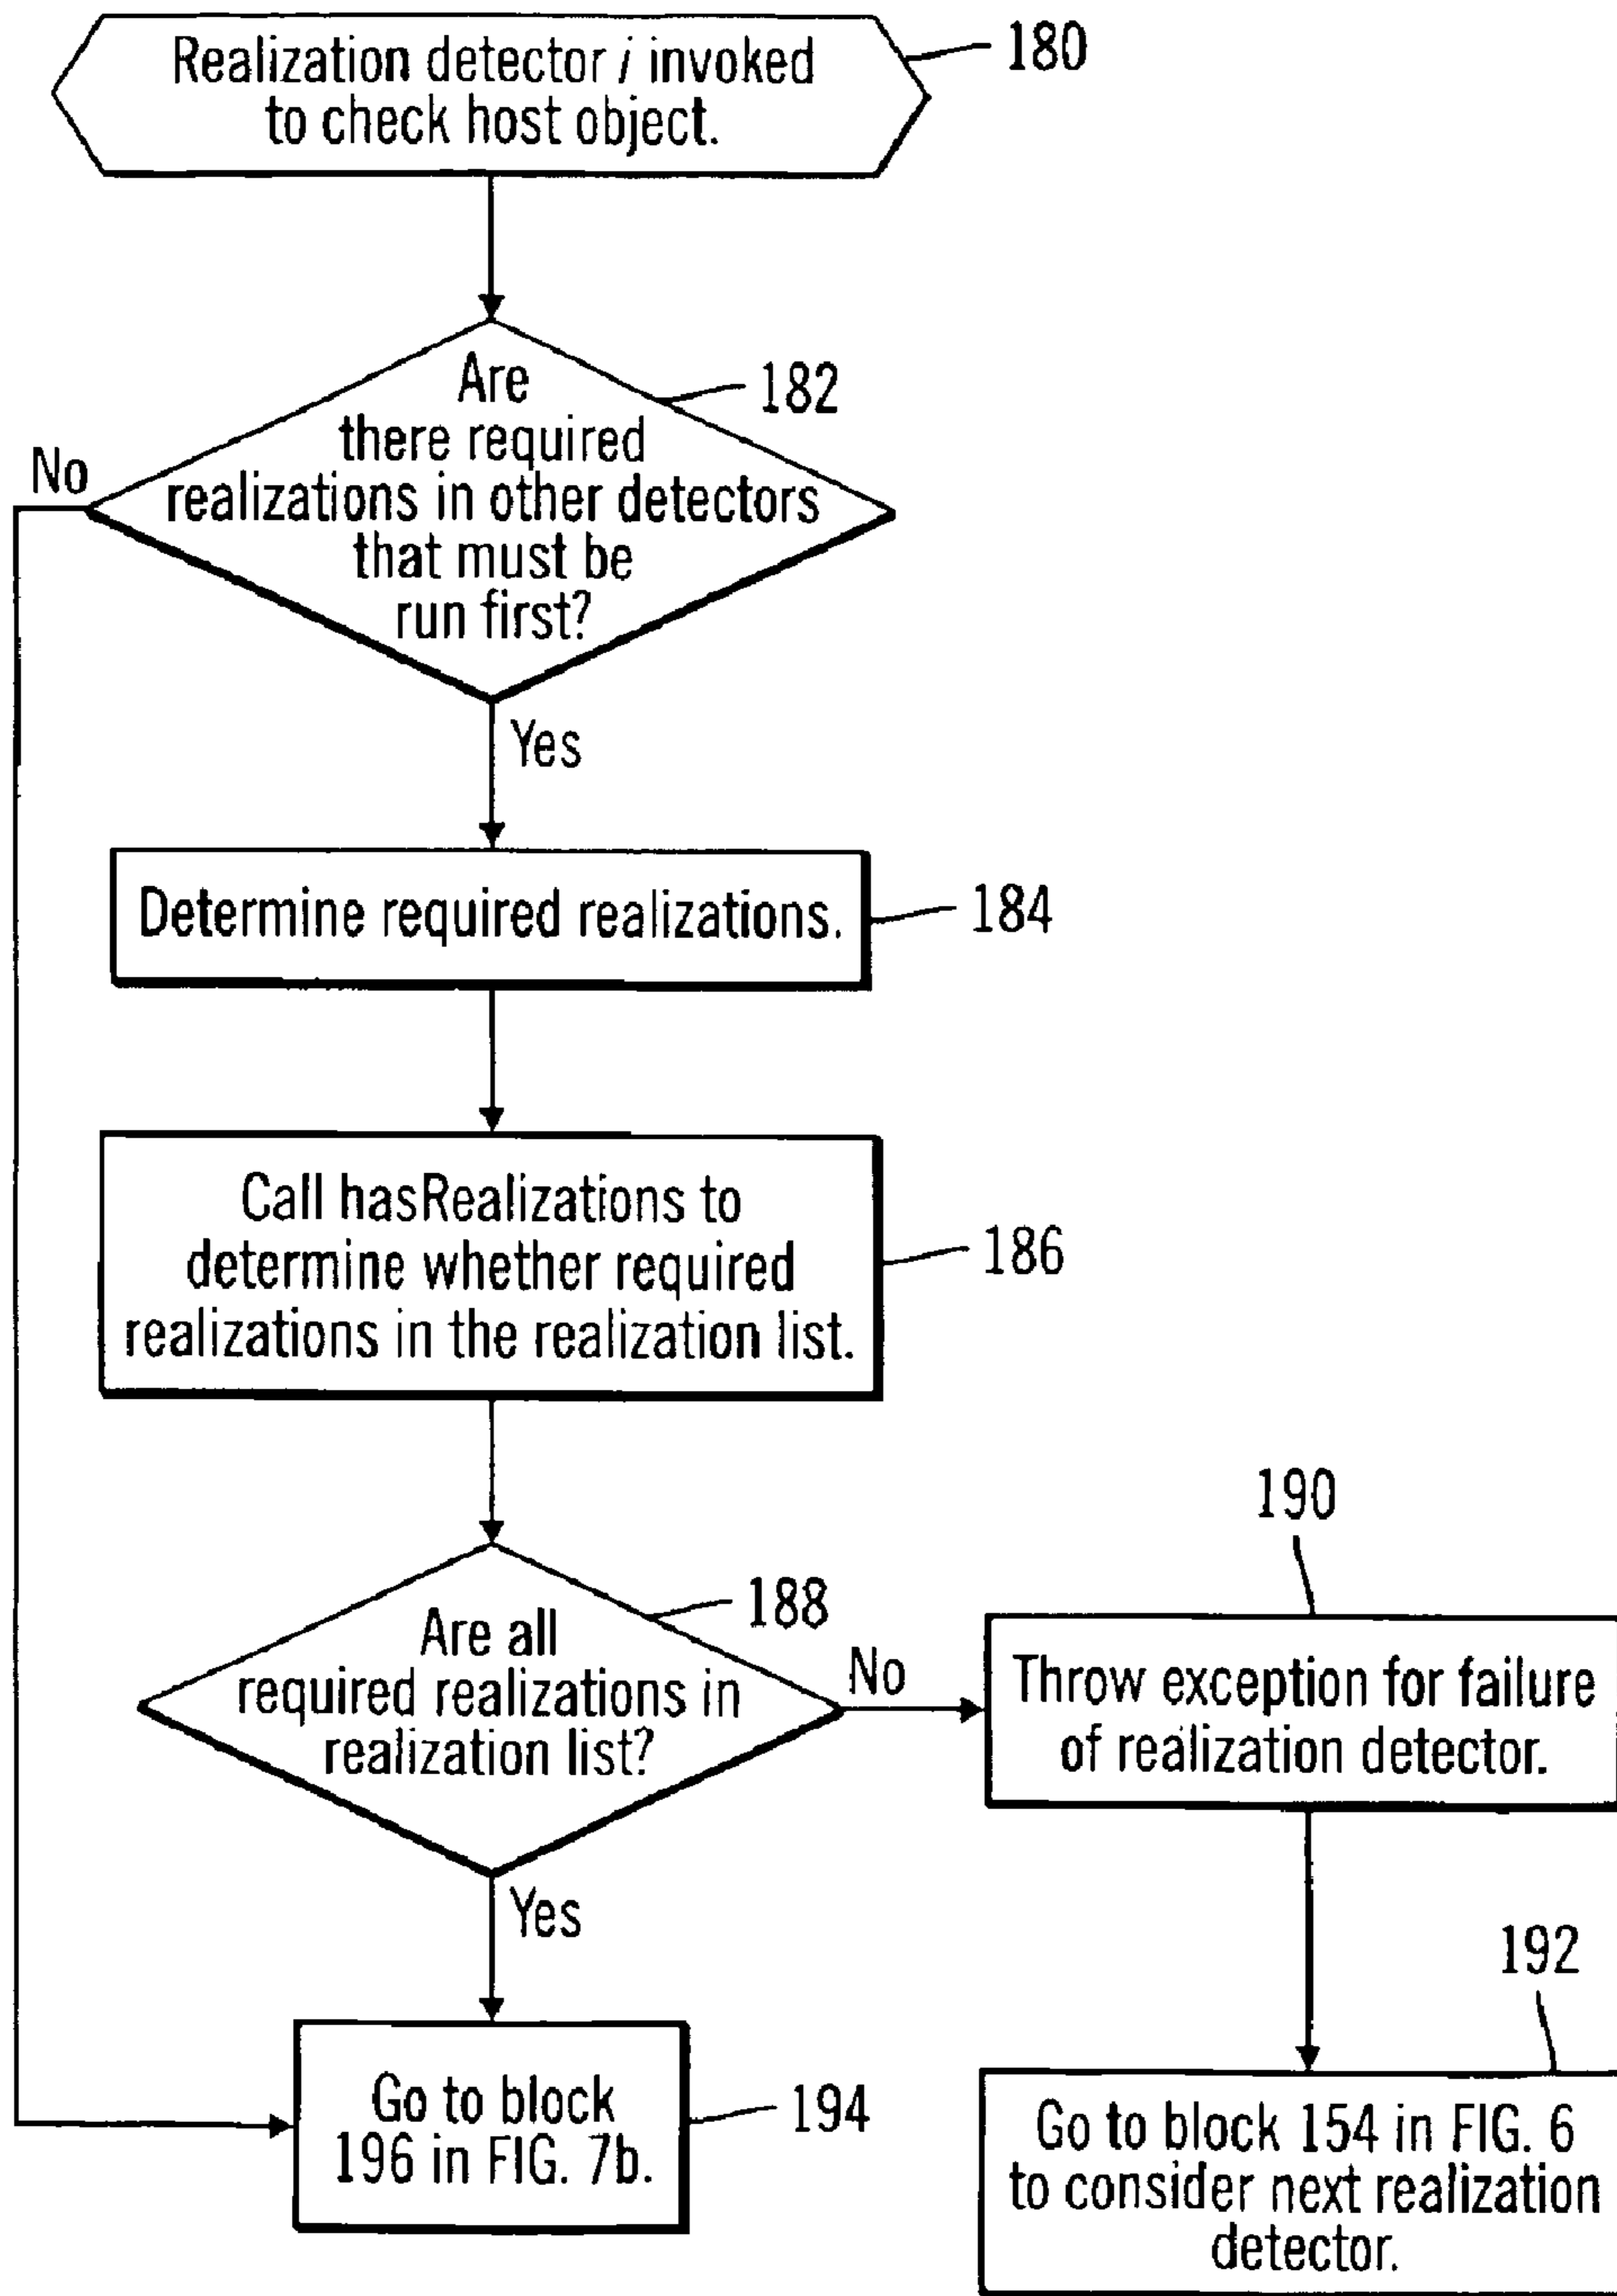 Realization detector i invoked
to check host object.
180
Are
there required
realizations in other detectors
that must be
run first?
182
No
Yes
Determine required realizations.
184
Call hasRealizations to
determine whether required
realizations in the realization list.
186
Are all
required realizations in
realization list?
188
No
190
Throw exception for failure
of realization detector.
Yes
192
Go to block
196 in FIG. 7b.
194
Go to block 154 in FIG. 6
to consider next realization
detector.